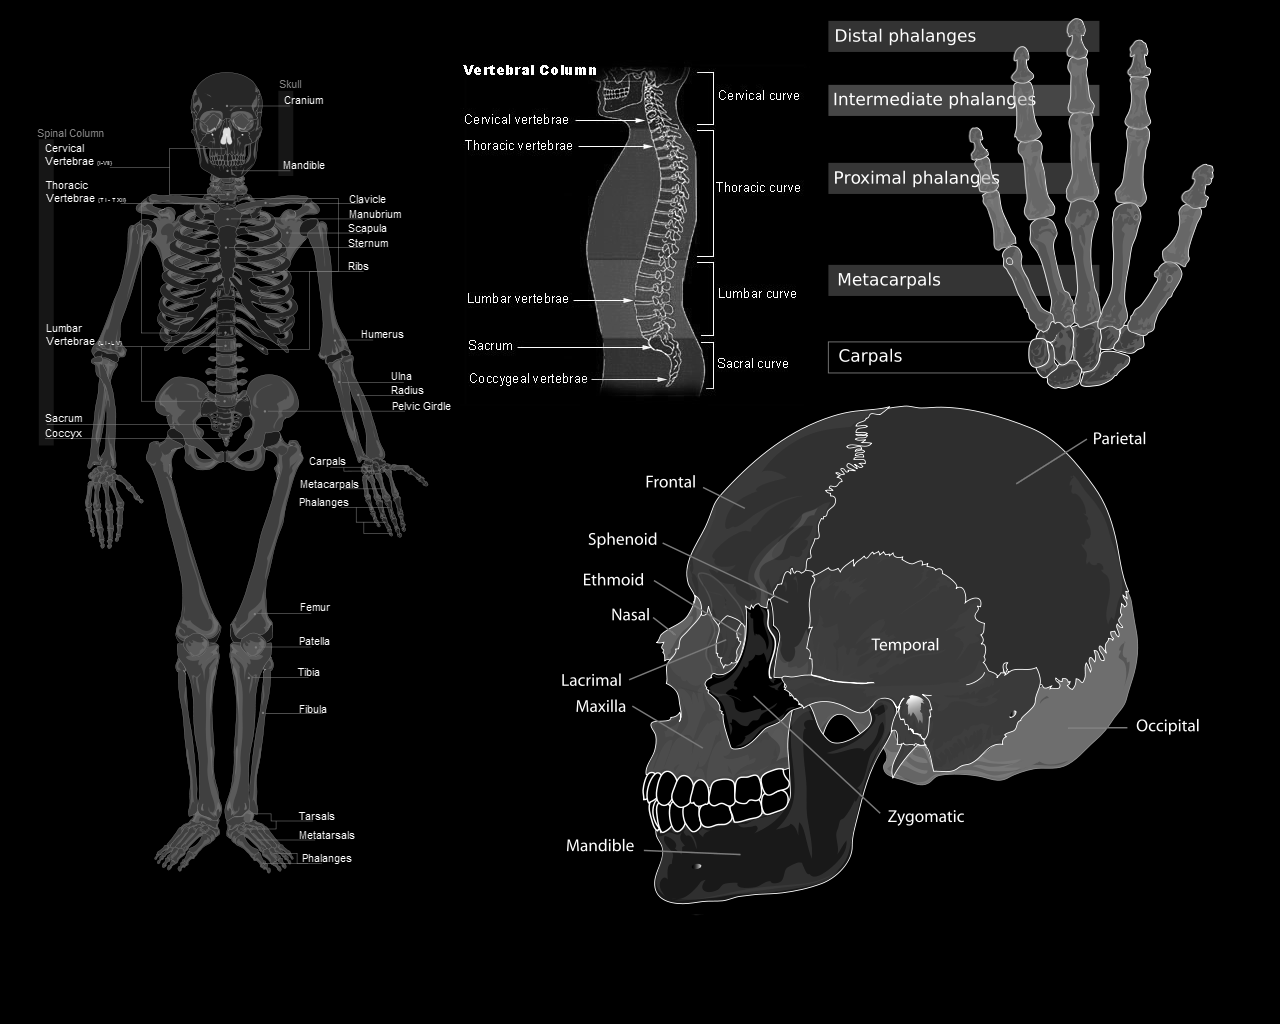 Skull
Cranium
Mandible
Spinal Column
Cervical
Vertebrae (I-VII)
Thoracic
Vertebrae
Lumbar
Vertebrae
Sacrum
Coccyx
Clavicle
Manubrium
Scapula
Sternum
Ribs
Humerus
Ulna
Radius
Pelvic Girdle
Carpals
Metacarpals
Phalanges
Femur
Patella
Tibia
Fibula
Tarsals
Metatarsals
Phalanges
Vertebral Column
Cervical vertebrae
Thoracic vertebrae
Lumbar vertebrae
Sacrum
Coccygeal vertebrae
Cervical curve
Thoracic curve
Lumbar curve
Sacral curve
Distal phalanges
Intermediate phalanges
Proximal phalanges
Metacarpals
Carpals
Parietal
Frontal
Sphenoid
Ethmoid
Nasal
Temporal
Lacrimal
Maxilla
Occipital
Zygomatic
Mandible